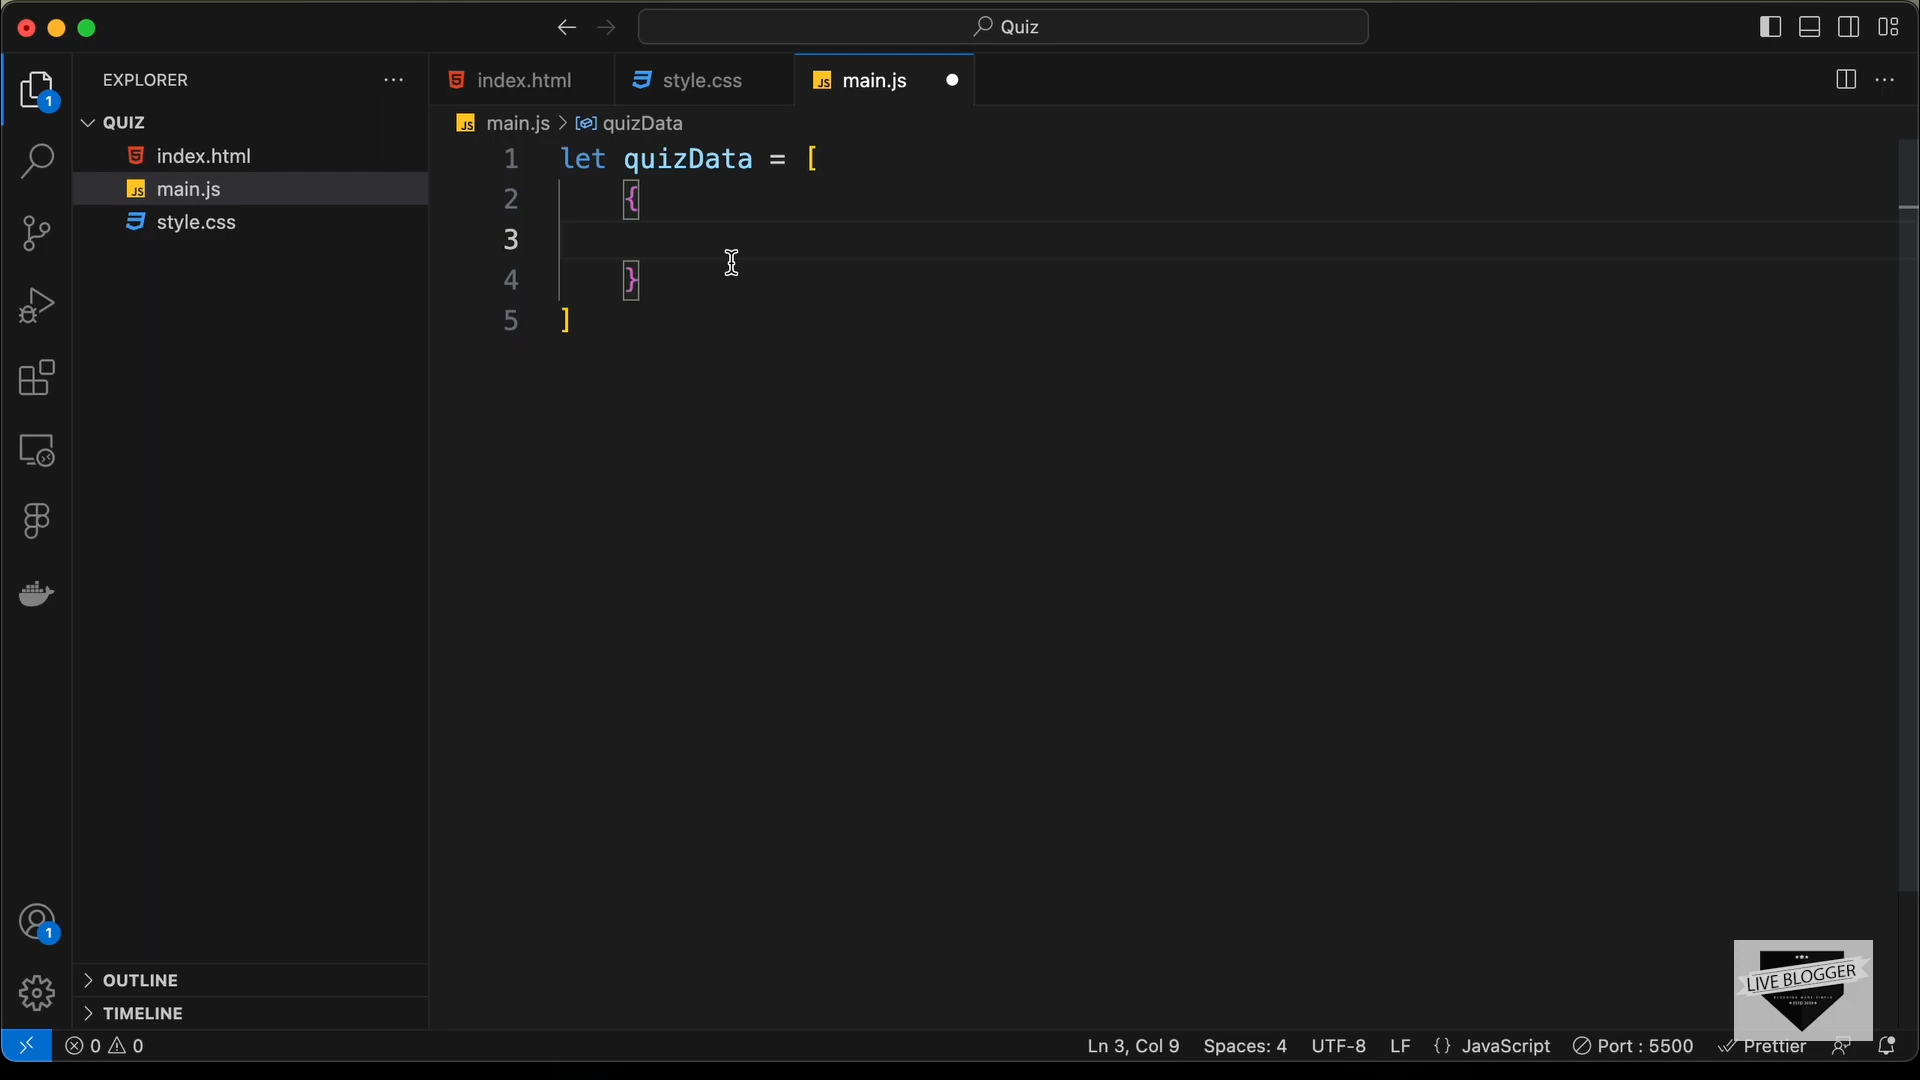 Quiz
EXPLORER
index.html
style.css
main.js
QUIZ
main.js > quizData
index.html
main.js
style.css
1 let quizData = [
2 {
3
4 }
5 ]
1
1
OUTLINE
TIMELINE
LIVE BLOGGER
0 0
Ln 3, Col 9
Spaces: 4
UTF-8
LF
{} JavaScript
Port : 5500
Prettier